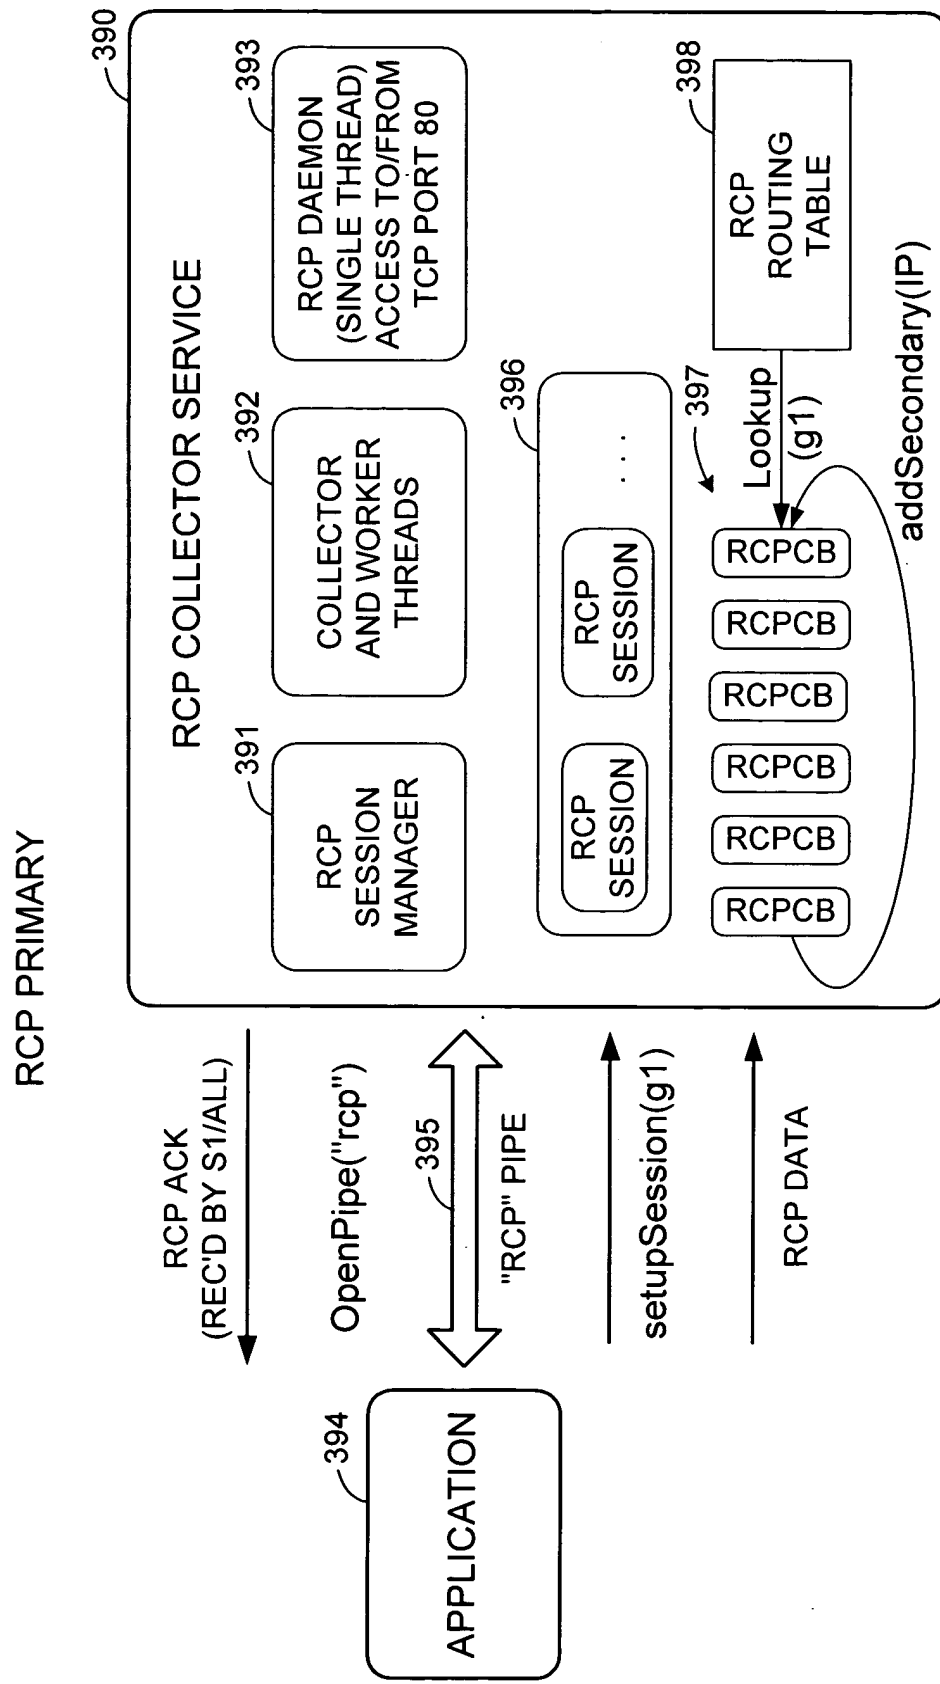 RCP PRIMARY
390
RCP COLLECTOR SERVICE
391
RCP
SESSION
MANAGER
392
COLLECTOR
AND WORKER
THREADS
393
RCP DAEMON
(SINGLE THREAD)
ACCESS TO/FROM
TCP PORT 80
RCP ACK
(REC'D BY S1/ALL)
394
APPLICATION
OpenPipe("rcp")
395
"RCP" PIPE
setupSession(g1)
RCP DATA
396
RCP
SESSION
RCP
SESSION
. . .
397
RCPCB
RCPCB
RCPCB
RCPCB
RCPCB
RCPCB
Lookup
(g1)
398
RCP
ROUTING
TABLE
addSecondary(IP)